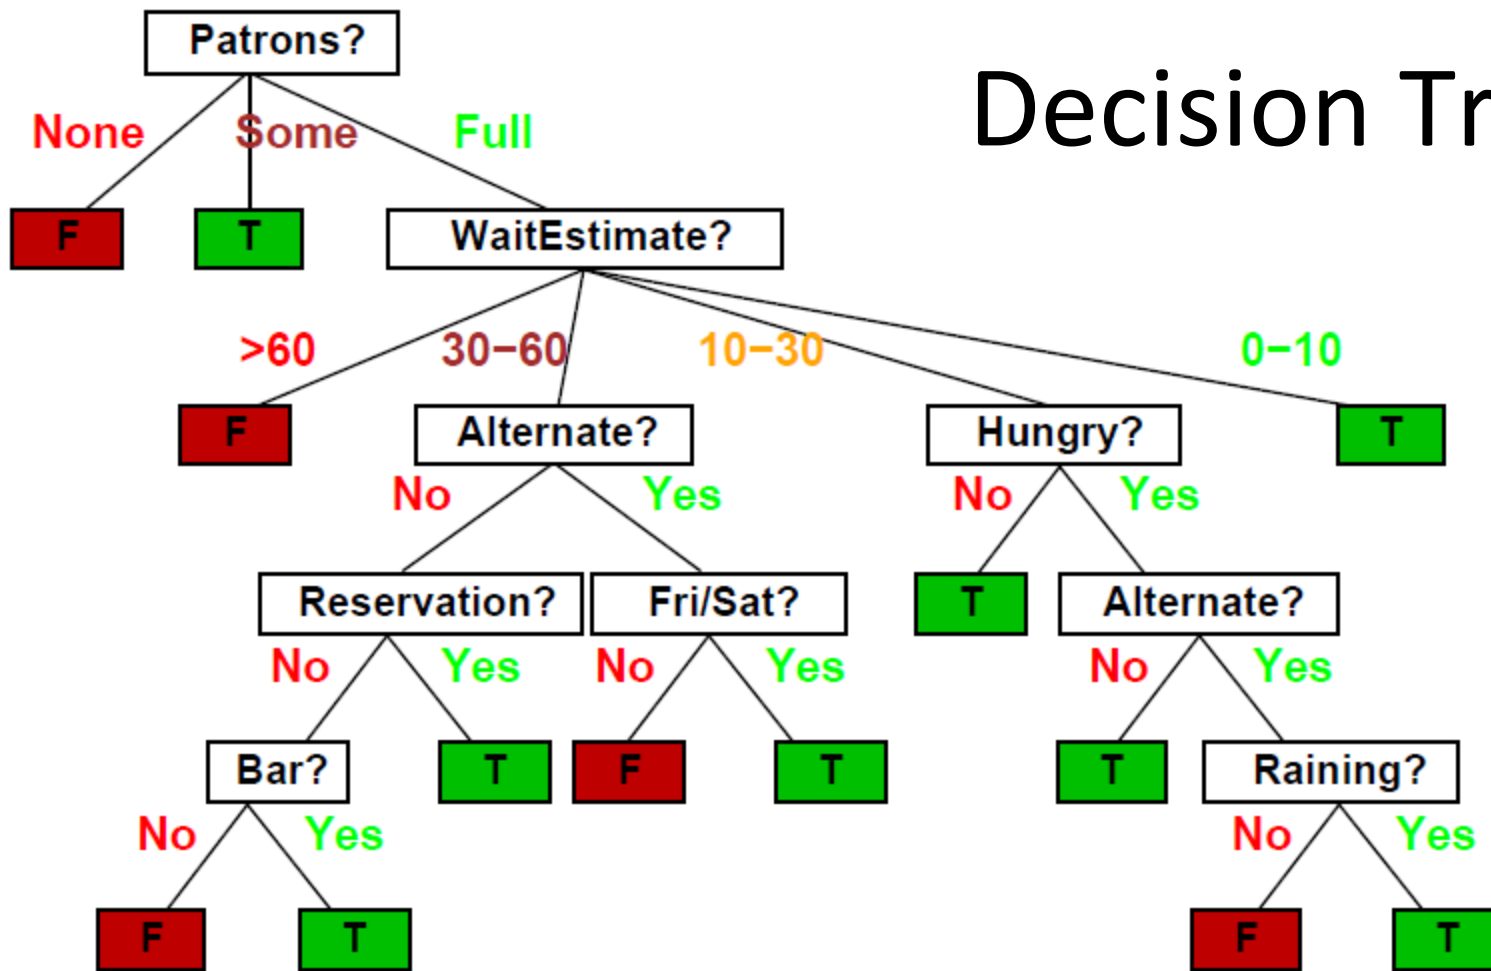 Patrons?
Decision Tr
None Some Full
F T WaitEstimate?
>60 30−60 10−30 0−10
F Alternate? Hungry? T
No Yes No Yes
Reservation? Fri/Sat? T Alternate?
No Yes No Yes No Yes
Bar? T F T T Raining?
No Yes No Yes
F T F T